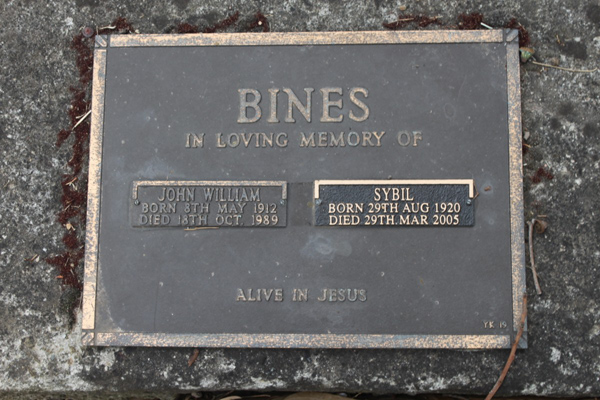 BINES
IN LOVING MEMORY OF
JOHN WILLIAM
BORN 8TH MAY 1912
DIED 18TH OCT. 1989
SYBIL
BORN 29TH AUG 1920
DIED 29TH.MAR 2005
ALIVE IN JESUS